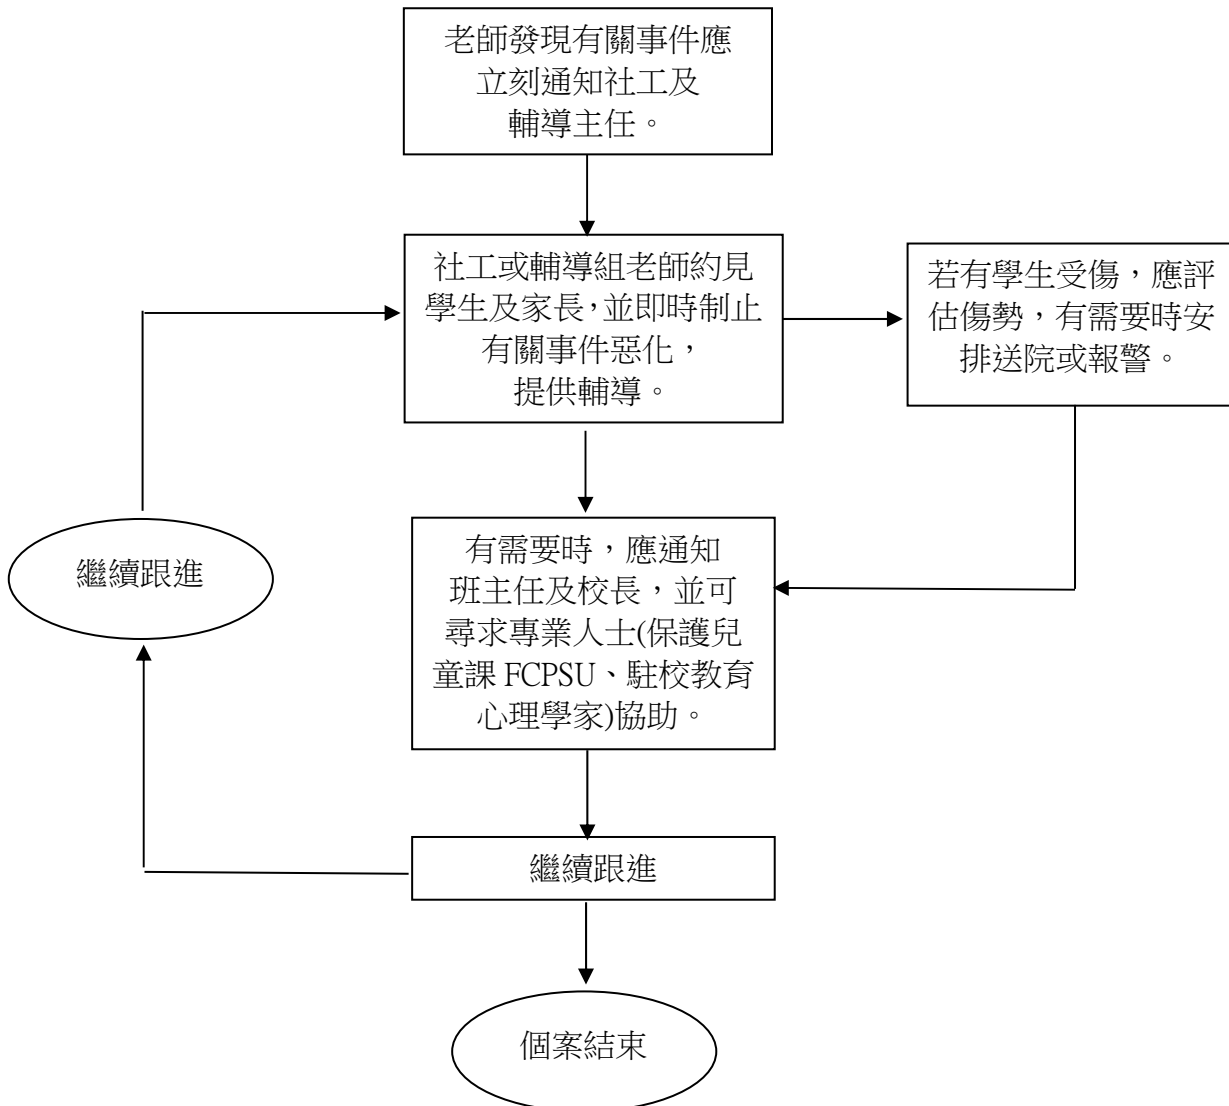 老師發現有關事件應
立刻通知社工及
輔導主任。
社工或輔導組老師約見
學生及家長，並即時制止
有關事件惡化，
提供輔導。
若有學生受傷，應評
估傷勢，有需要時安
排送院或報警。
繼續跟進
有需要時，應通知
班主任及校長，並可
尋求專業人士(保護兒
童課 FCPSU、駐校教育
心理學家)協助。
繼續跟進
個案結束